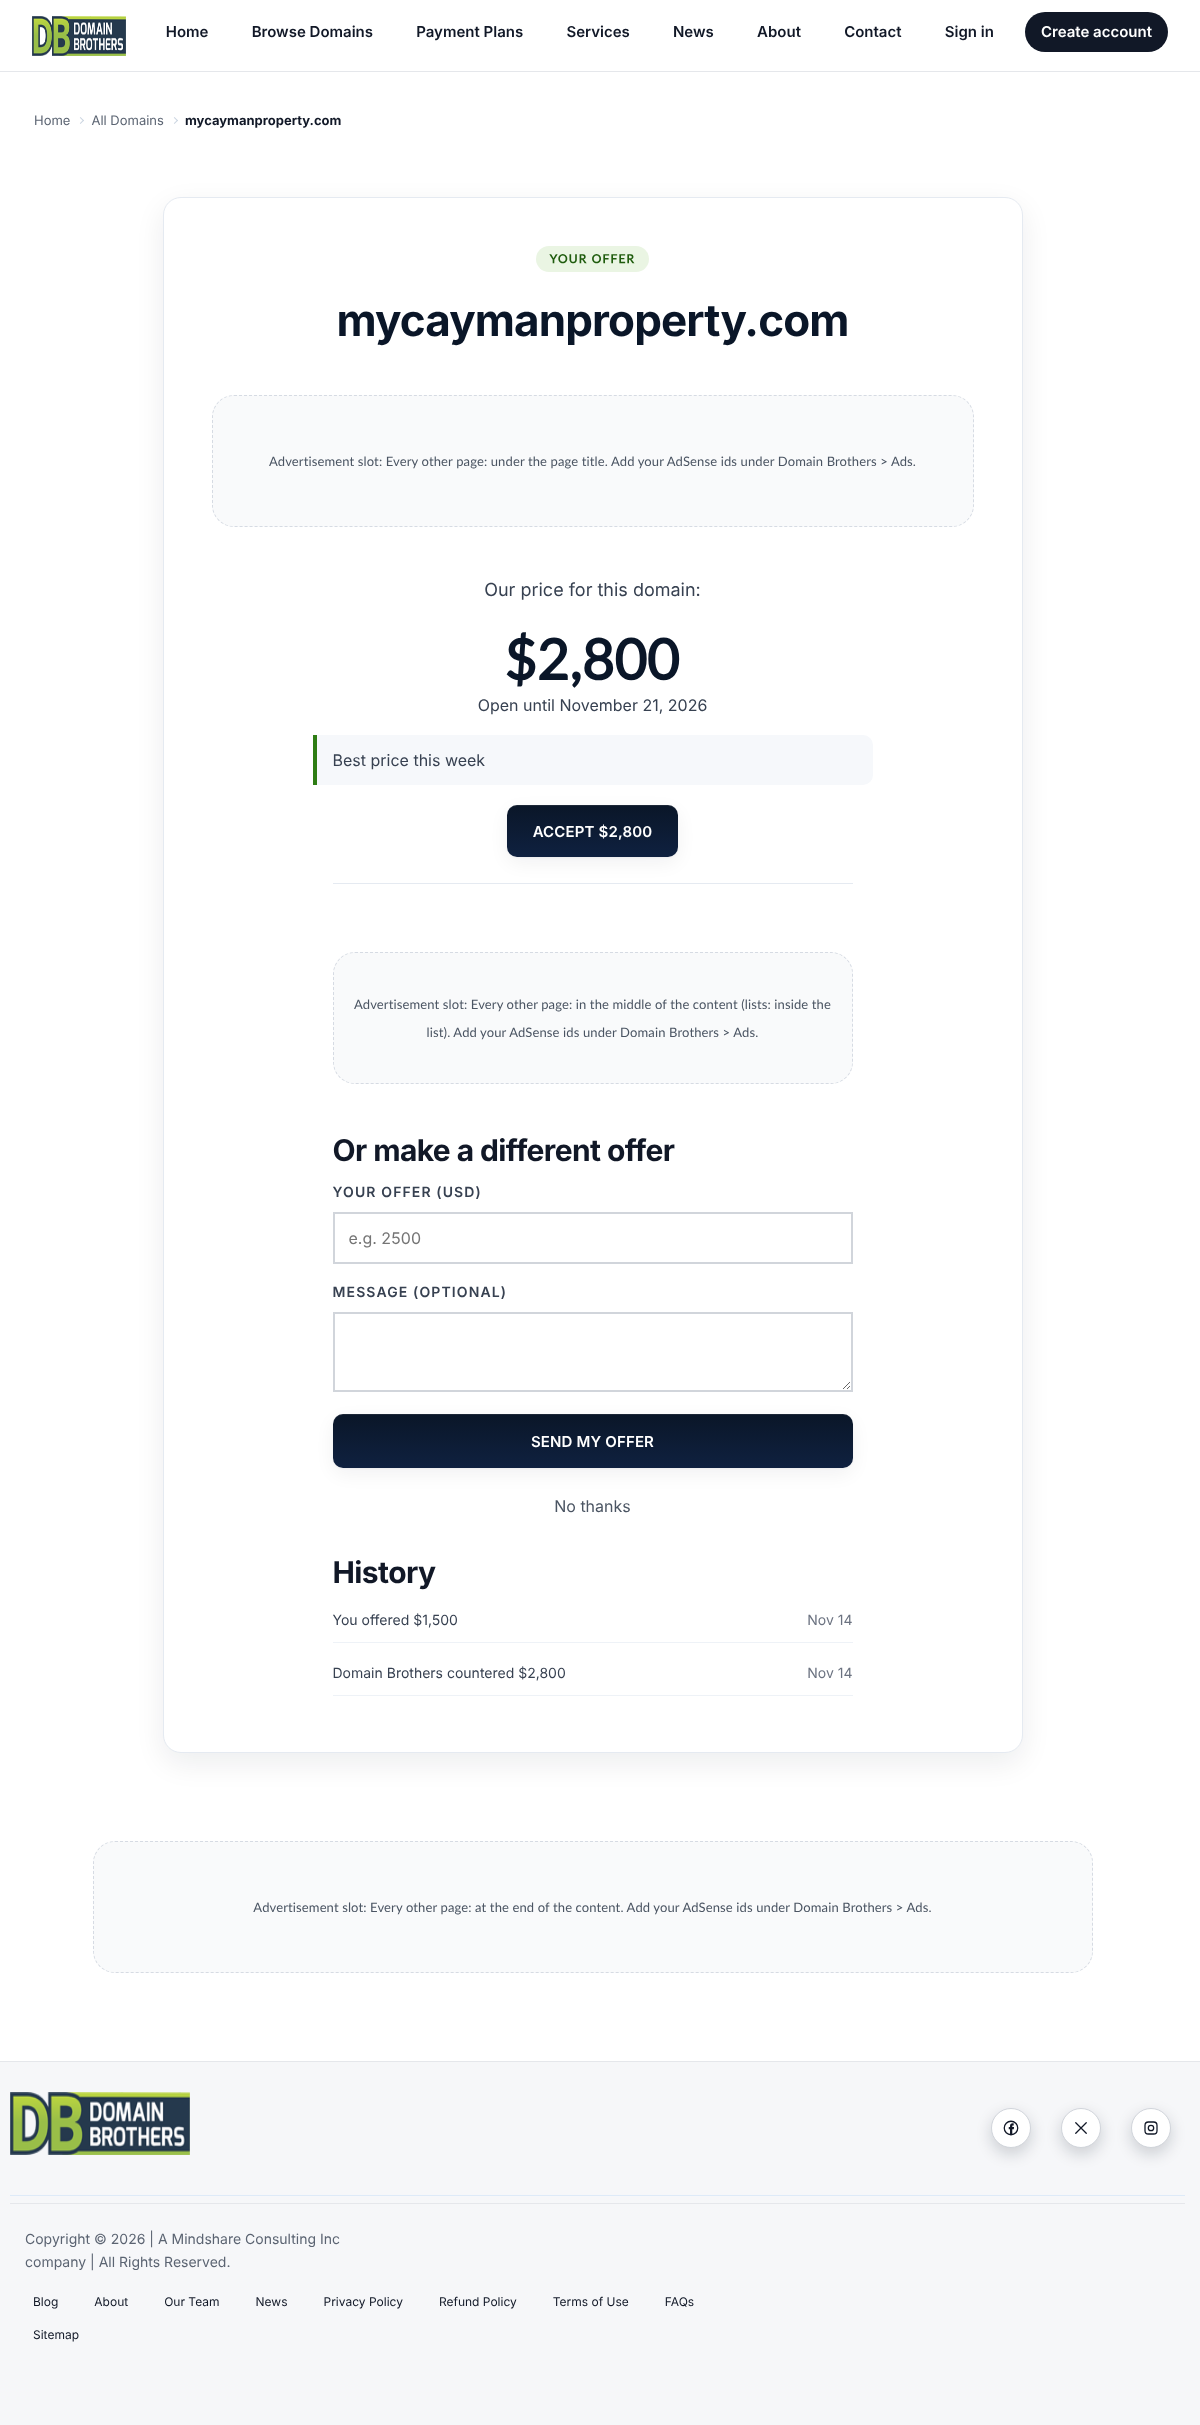 DB DOMAIN BROTHERS
Home
Browse Domains
Payment Plans
Services
News
About
Contact
Sign in
Create account
Home > All Domains > mycaymanproperty.com
YOUR OFFER
mycaymanproperty.com
Advertisement slot: Every other page: under the page title. Add your AdSense ids under Domain Brothers > Ads.
Our price for this domain:
$2,800
Open until November 21, 2026
Best price this week
ACCEPT $2,800
Advertisement slot: Every other page: in the middle of the content (lists: inside the
list). Add your AdSense ids under Domain Brothers > Ads.
Or make a different offer
YOUR OFFER (USD)
e.g. 2500
MESSAGE (OPTIONAL)
SEND MY OFFER
No thanks
History
You offered $1,500 Nov 14
Domain Brothers countered $2,800 Nov 14
Advertisement slot: Every other page: at the end of the content. Add your AdSense ids under Domain Brothers > Ads.
DB DOMAIN BROTHERS
Copyright © 2026 | A Mindshare Consulting Inc
company | All Rights Reserved.
Blog
About
Our Team
News
Privacy Policy
Refund Policy
Terms of Use
FAQs
Sitemap